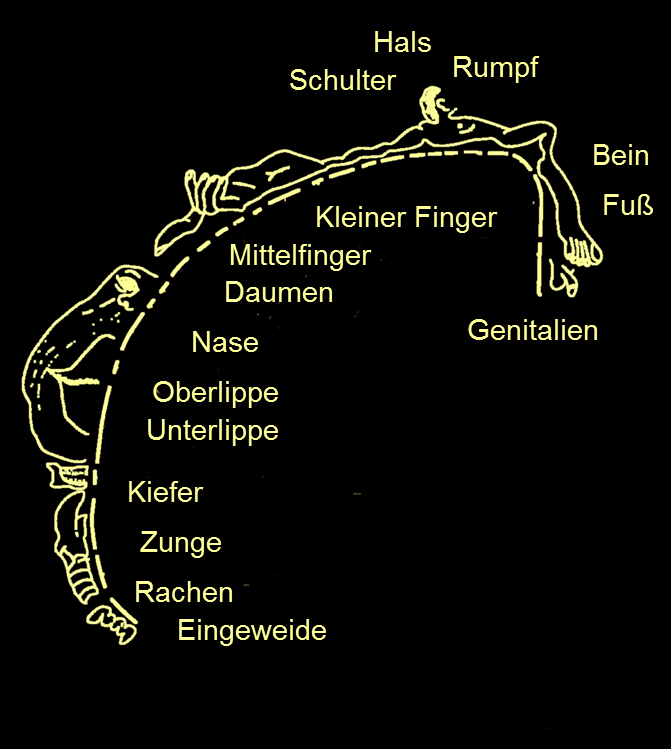 Hals
Rumpf
Schulter
Bein
Fuß
Kleiner Finger
Mittelfinger
Daumen
Genitalien
Nase
Oberlippe
Unterlippe
Kiefer
Zunge
Rachen
Eingeweide